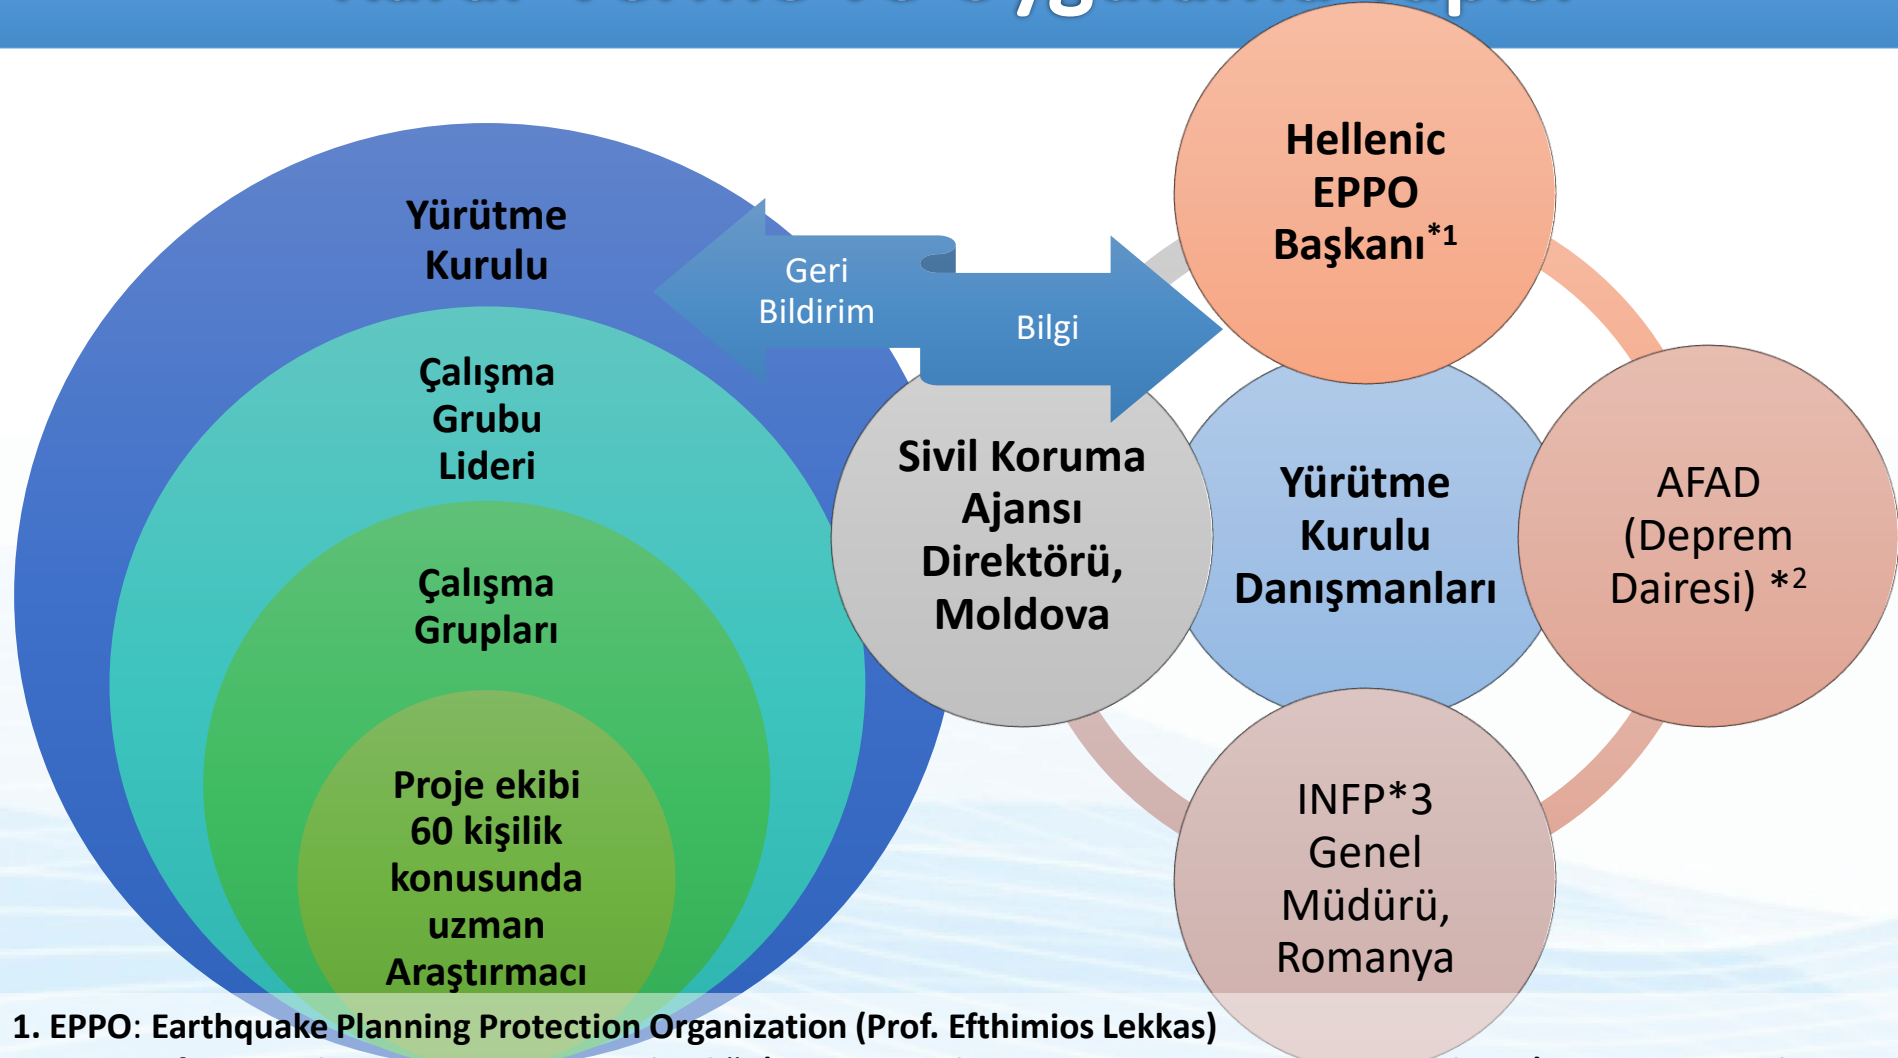 Yürütme
Kurulu
Çalışma
Grubu
Lideri
Çalışma
Grupları
Proje ekibi
60 kişilik
konusunda
uzman
Araştırmacı
Geri
Bildirim
Bilgi
Hellenic
EPPO
Başkanı*1
Sivil Koruma
Ajansı
Direktörü,
Moldova
Yürütme
Kurulu
Danışmanları
AFAD
(Deprem
Dairesi) *2
INFP*3
Genel
Müdürü,
Romanya
1. EPPO: Earthquake Planning Protection Organization (Prof. Efthimios Lekkas)